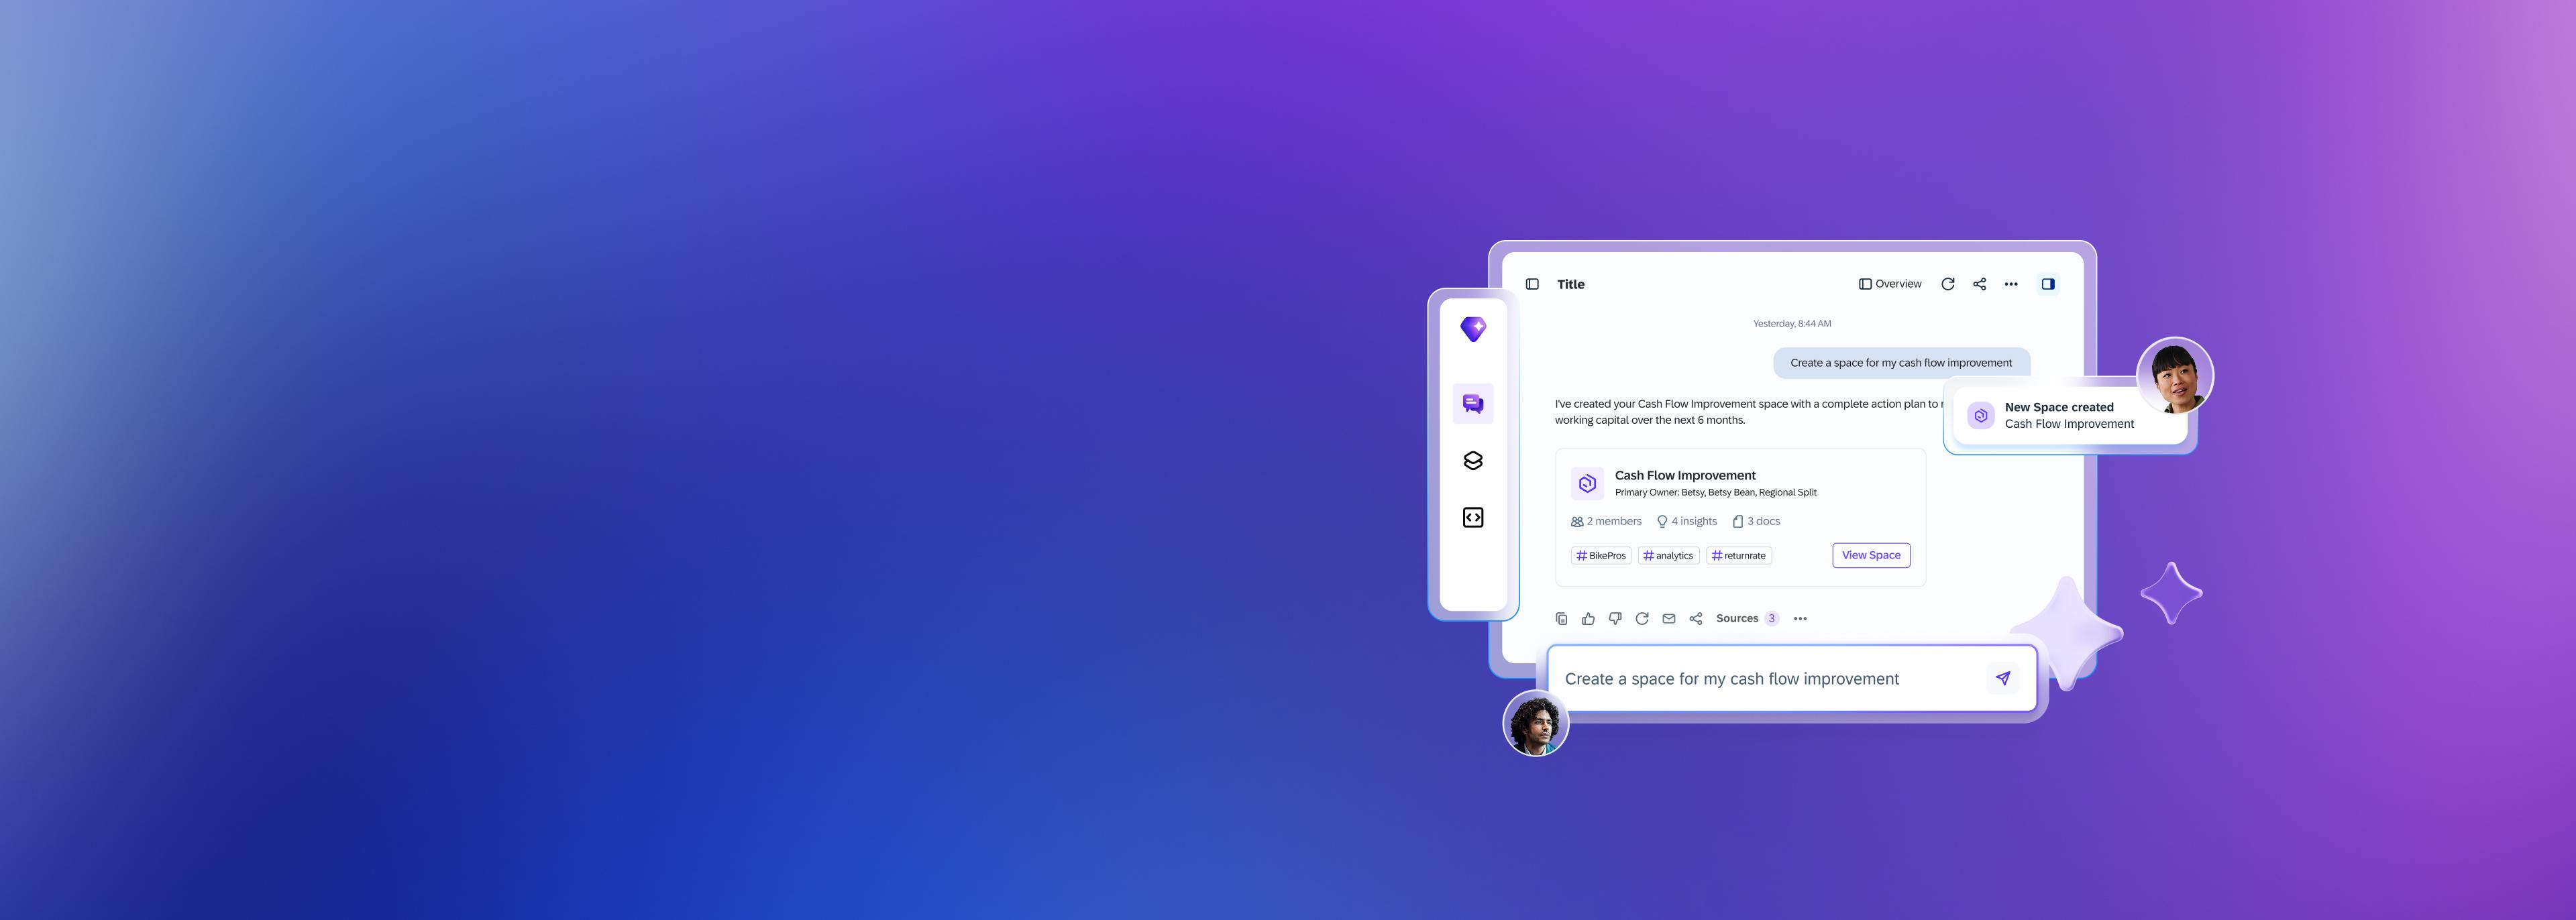 Title
Overview
Yesterday, 8:44 AM
Create a space for my cash flow improvement
I've created your Cash Flow Improvement space with a complete action plan to
working capital over the next 6 months.
New Space created
Cash Flow Improvement
Cash Flow Improvement
Primary Owner: Betsy, Betsy Bean, Regional Split
2 members
4 insights
3 docs
#BikePros
#analytics
#returnrate
View Space
Sources 3
Create a space for my cash flow improvement